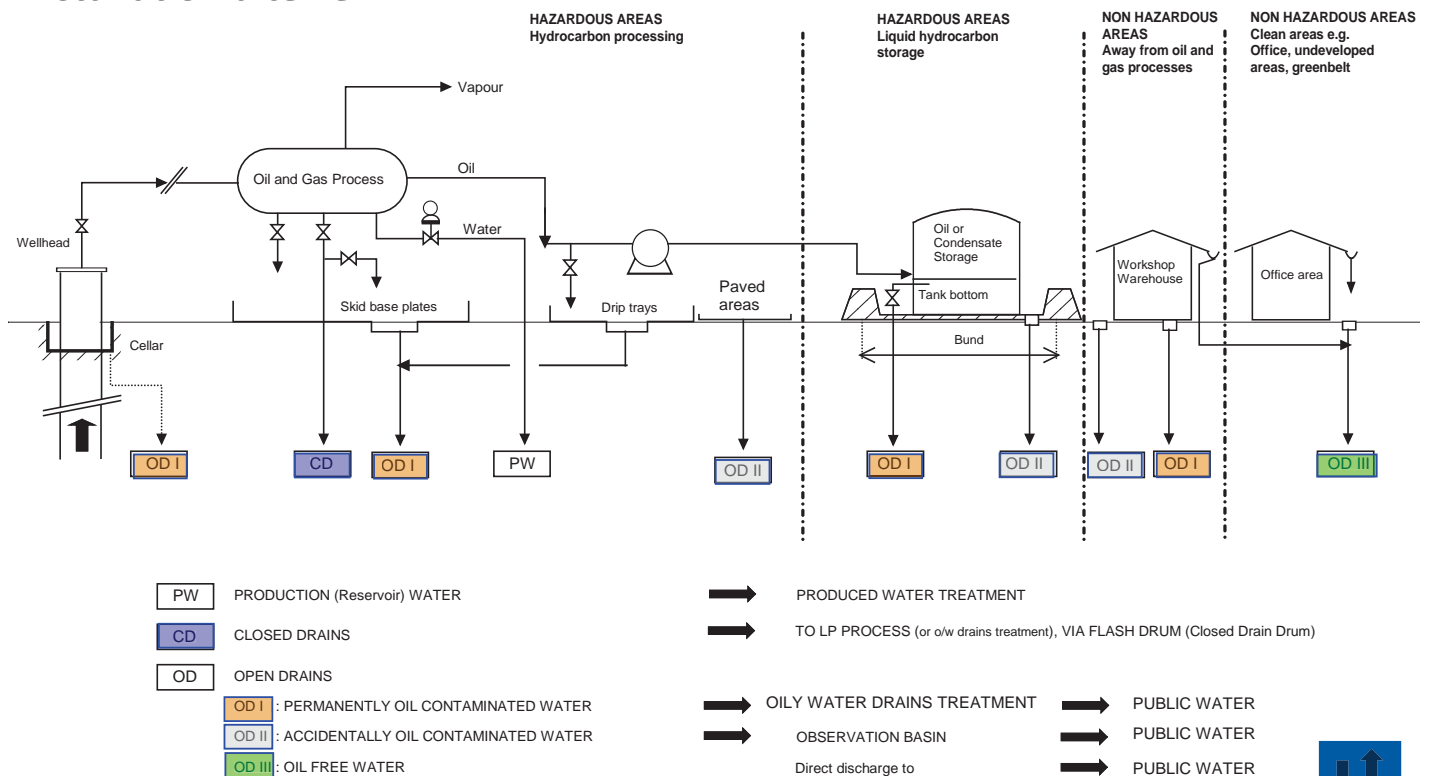 HAZARDOUS AREAS
Hydrocarbon processing
HAZARDOUS AREAS
Liquid hydrocarbon
storage
NON HAZARDOUS
AREAS
Away from oil and
gas processes
NON HAZARDOUS AREAS
Clean areas e.g.
Office, undeveloped
areas, greenbelt
Vapour
Oil and Gas Process
Oil
Water
Wellhead
Oil or
Condensate
Storage
Tank bottom
Workshop
Warehouse
Office area
Skid base plates
Drip trays
Paved
areas
Cellar
Bund
OD I
CD
OD I
PW
OD II
OD I
OD II
OD II
OD I
OD III
PW PRODUCTION (Reservoir) WATER PRODUCED WATER TREATMENT
CD CLOSED DRAINS TO LP PROCESS (or o/w drains treatment), VIA FLASH DRUM (Closed Drain Drum)
OD OPEN DRAINS
OD I : PERMANENTLY OIL CONTAMINATED WATER OILY WATER DRAINS TREATMENT PUBLIC WATER
OD II : ACCIDENTALLY OIL CONTAMINATED WATER OBSERVATION BASIN PUBLIC WATER
OD III : OIL FREE WATER Direct discharge to PUBLIC WATER